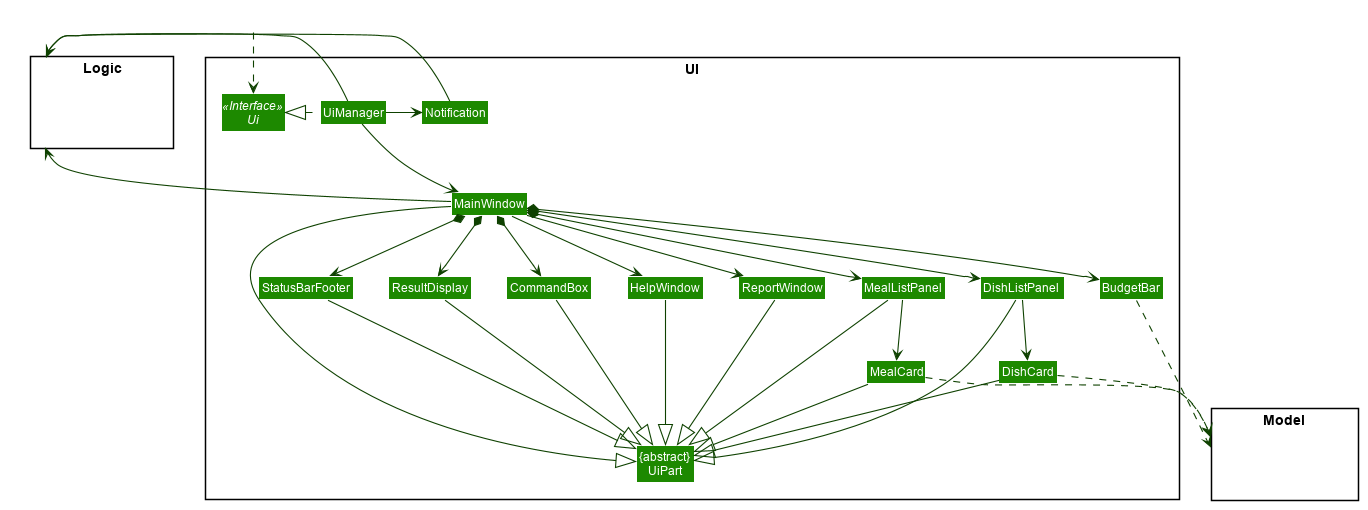 Logic
UI
«Interface»
Ui
UiManager
Notification
MainWindow
StatusBarFooter
ResultDisplay
CommandBox
HelpWindow
ReportWindow
MealListPanel
DishListPanel
BudgetBar
MealCard
DishCard
Model
{abstract}
UiPart